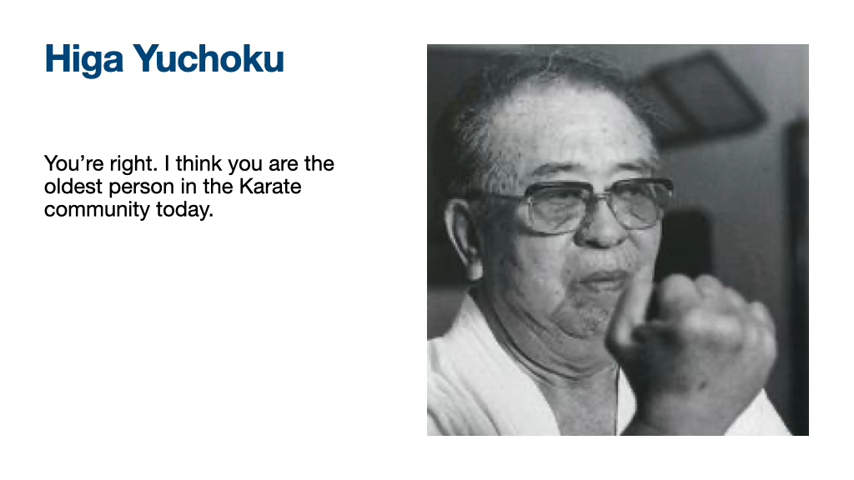 Higa Yuchoku
You’re right. I think you are the
oldest person in the Karate
community today.